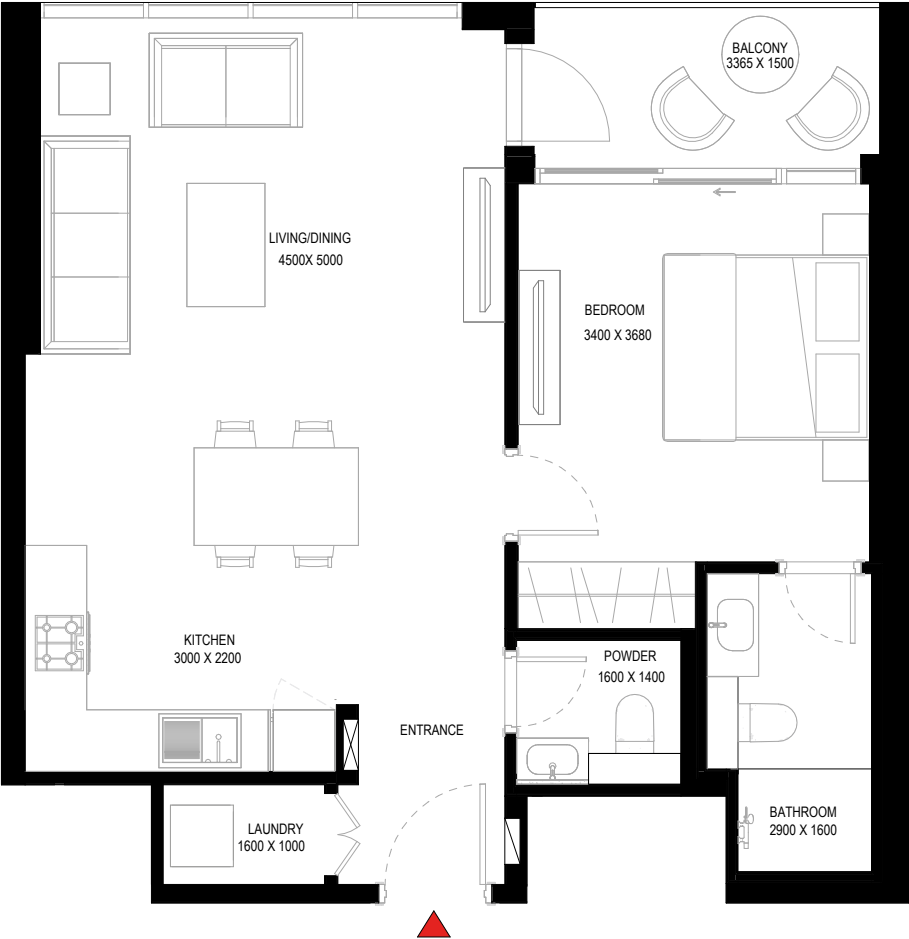 BALCONY
3365 X 1500
LIVING/DINING
4500X 5000
BEDROOM
3400 X 3680
KITCHEN
3000 X 2200
POWDER
1600 X 1400
ENTRANCE
LAUNDRY
1600 X 1000
BATHROOM
2900 X 1600